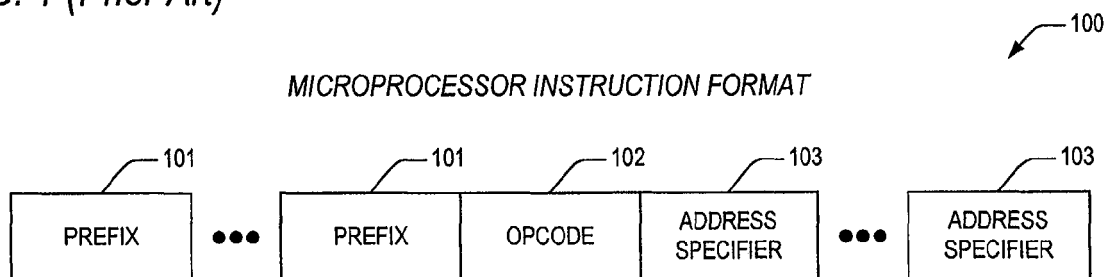 1 (Prior Art)
100
MICROPROCESSOR INSTRUCTION FORMAT
101 101 102 103 103
PREFIX ●●● PREFIX OPCODE ADDRESS SPECIFIER ●●● ADDRESS SPECIFIER